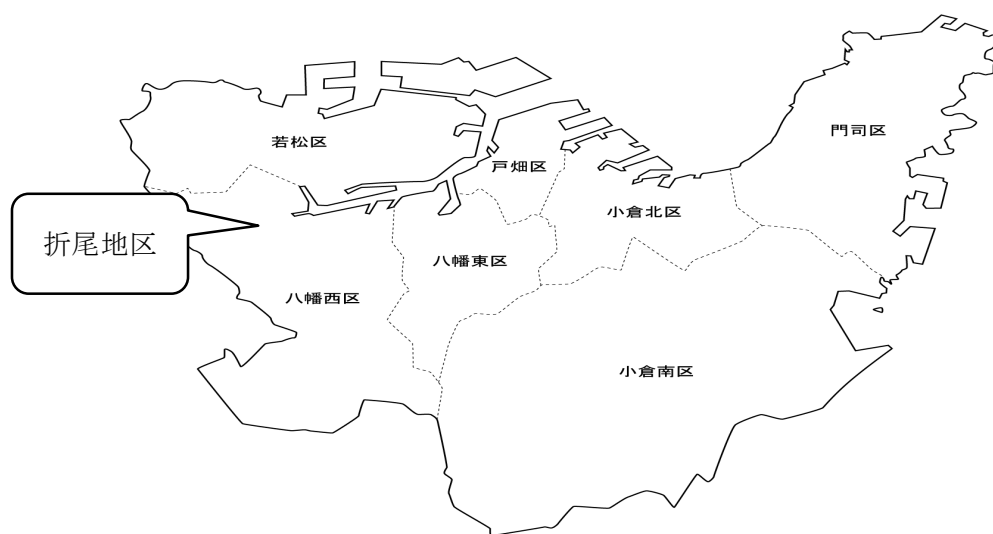 若松区
戸畑区
門司区
小倉北区
折尾地区
八幡東区
八幡西区
小倉南区